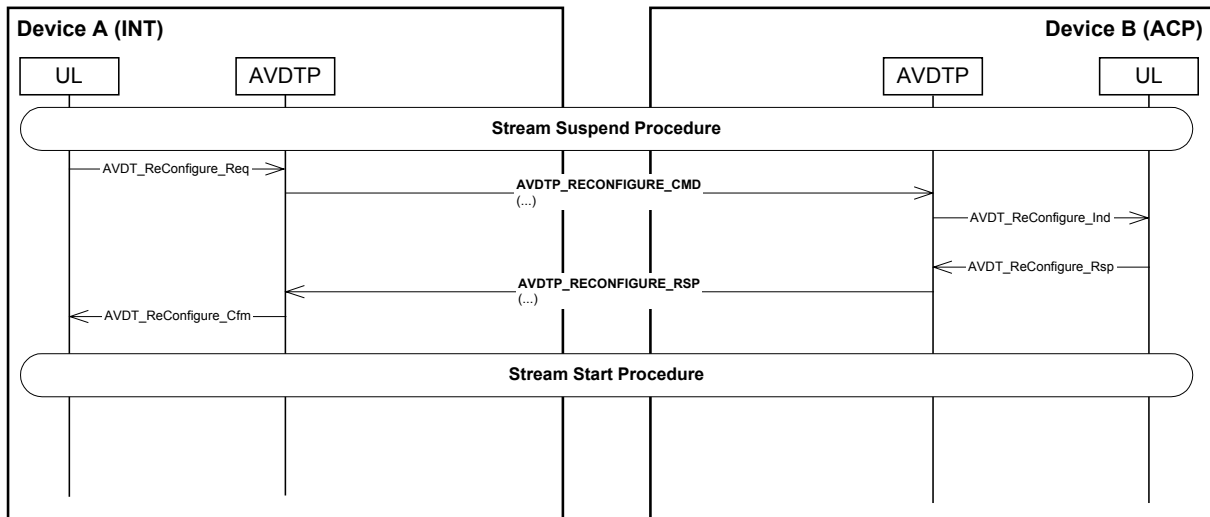 Device A (INT)
Device B (ACP)
UL
AVDTP
AVDTP
UL
Stream Suspend Procedure
AVDT_ReConfigure_Req
AVDTP_RECONFIGURE_CMD
(...)
AVDT_ReConfigure_Ind
AVDT_ReConfigure_Rsp
AVDTP_RECONFIGURE_RSP
(...)
AVDT_ReConfigure_Cfm
Stream Start Procedure